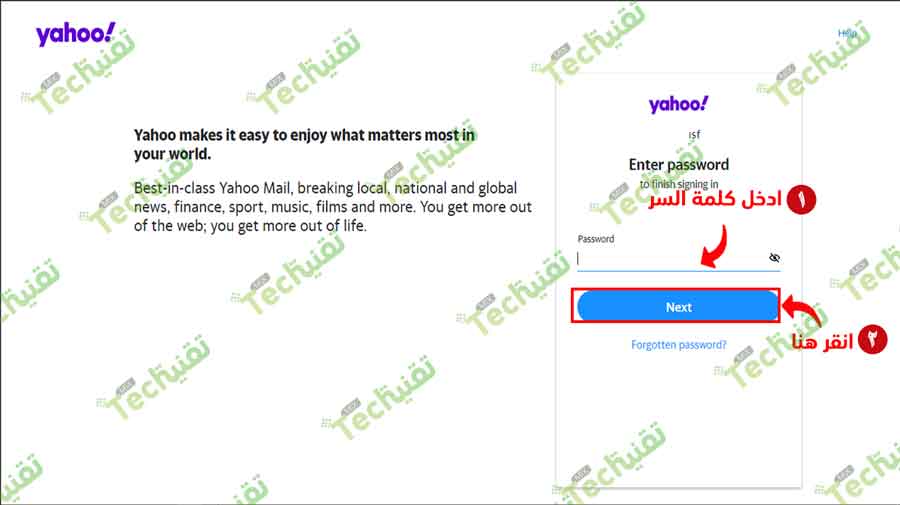 yahoo!
Help
Yahoo makes it easy to enjoy what matters most in
your world.
Best-in-class Yahoo Mail, breaking local, national and global
news, finance, sport, music, films and more. You get more out
of the web; you get more out of life.
yahoo!
ısf
Enter password
to finish signing in
١ ادخل كلمة السر
Password
Next
٢ انقر هنا
Forgotten password?
MIX
Techتقني